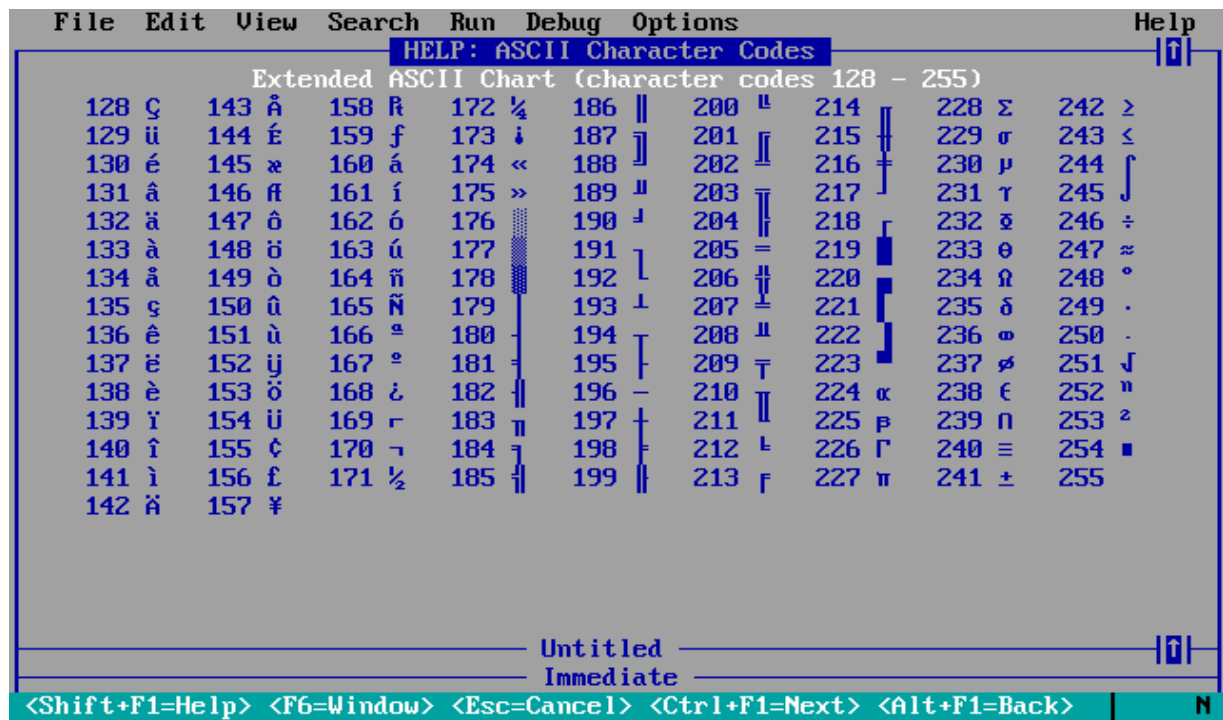 File Edit View Search Run Debug Options Help
HELP: ASCII Character Codes
Extended ASCII Chart (character codes 128 - 255)
128 Ç 143 Å 158 ₧ 172 ¼ 186 ║ 200 ╚ 214 ╓ 228 Σ 242 ≥
129 ü 144 É 159 ƒ 173 ¡ 187 ╗ 201 ╔ 215 ╫ 229 σ 243 ≤
130 é 145 æ 160 á 174 « 188 ╝ 202 ╩ 216 ╪ 230 µ 244 ⌠
131 â 146 Æ 161 í 175 » 189 ╜ 203 ╦ 217 ┘ 231 τ 245 ⌡
132 ä 147 ô 162 ó 176 ░ 190 ╛ 204 ╠ 218 ┌ 232 Φ 246 ÷
133 à 148 ö 163 ú 177 ▒ 191 ┐ 205 ═ 219 █ 233 Θ 247 ≈
134 å 149 ò 164 ñ 178 ▓ 192 └ 206 ╬ 220 ▄ 234 Ω 248 °
135 ç 150 û 165 Ñ 179 │ 193 ┴ 207 ╧ 221 ▌ 235 δ 249 ∙
136 ê 151 ù 166 ª 180 ┤ 194 ┬ 208 ╨ 222 ▐ 236 ∞ 250 ·
137 ë 152 ÿ 167 º 181 ╡ 195 ├ 209 ╤ 223 ▀ 237 φ 251 √
138 è 153 Ö 168 ¿ 182 ╢ 196 ─ 210 ╥ 224 α 238 ε 252 ⁿ
139 ï 154 Ü 169 ⌐ 183 ╖ 197 ┼ 211 ╙ 225 ß 239 ∩ 253 ²
140 î 155 ¢ 170 ¬ 184 ╕ 198 ╞ 212 ╘ 226 Γ 240 ≡ 254 ■
141 ì 156 £ 171 ½ 185 ╣ 199 ╟ 213 ╒ 227 π 241 ± 255
142 Ä 157 ¥
Untitled
Immediate
<Shift+F1=Help> <F6=Window> <Esc=Cancel> <Ctrl+F1=Next> <Alt+F1=Back> N